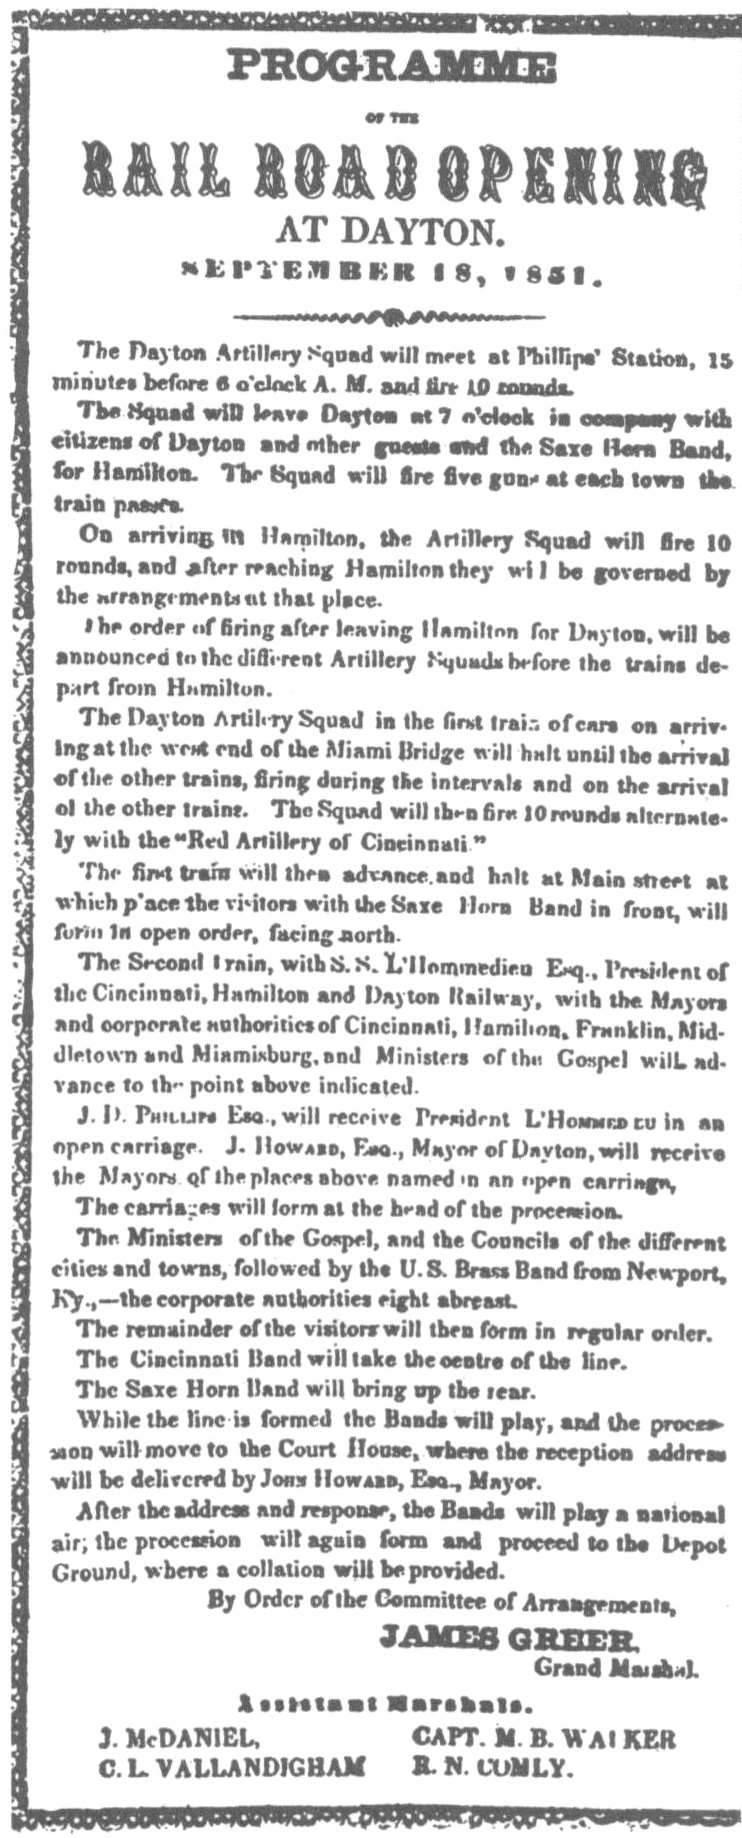 PROGRAMME
OF THE
RAIL ROAD OPENING
AT DAYTON.
SEPTEMBER 18, 1851.
The Dayton Artillery Squad will meet at Phillips' Station, 15
minutes before 6 o'clock A. M. and fire 10 rounds.
The Squad will leave Dayton at 7 o'clock in company with
citizens of Dayton and other guests and the Saxe Horn Band,
for Hamilton. The Squad will fire five guns at each town the
train passes.
On arriving in Hamilton, the Artillery Squad will fire 10
rounds, and after reaching Hamilton they will be governed by
the arrangements at that place.
The order of firing after leaving Hamilton for Dayton, will be
announced to the different Artillery Squads before the trains de-
part from Hamilton.
The Dayton Artillery Squad in the first train of cars on arriv-
ing at the west end of the Miami Bridge will halt until the arrival
of the other trains, firing during the intervals and on the arrival
of the other trains. The Squad will then fire 10 rounds alternate-
ly with the "Red Artillery of Cincinnati."
The first train will then advance and halt at Main street at
which place the visitors with the Saxe Horn Band in front, will
form in open order, facing north.
The Second train, with S. S. L'Hommedieu Esq., President of
the Cincinnati, Hamilton and Dayton Railway, with the Mayors
and corporate authorities of Cincinnati, Hamilton, Franklin, Mid-
dletown and Miamisburg, and Ministers of the Gospel will ad-
vance to the point above indicated.
J. D. PHILLIPS ESQ., will receive President L'HOMMEDIEU in an
open carriage. J. HOWARD, ESQ., Mayor of Dayton, will receive
the Mayors of the places above named in an open carriage,
The carriages will form at the head of the procession.
The Ministers of the Gospel, and the Councils of the different
cities and towns, followed by the U. S. Brass Band from Newport,
Ky.,—the corporate authorities eight abreast.
The remainder of the visitors will then form in regular order.
The Cincinnati Band will take the centre of the line.
The Saxe Horn Band will bring up the rear.
While the line is formed the Bands will play, and the proces-
sion will move to the Court House, where the reception address
will be delivered by JOHN HOWARD, ESQ., Mayor.
After the address and response, the Bands will play a national
air; the procession will again form and proceed to the Depot
Ground, where a collation will be provided.
By Order of the Committee of Arrangements,
JAMES GREER,
Grand Marshal.
Assistant Marshals.
J. McDANIEL, CAPT. M. B. WALKER
C. L. VALLANDIGHAM R. N. COMLY.